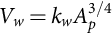 V_w = k_w A_p^{3/4}